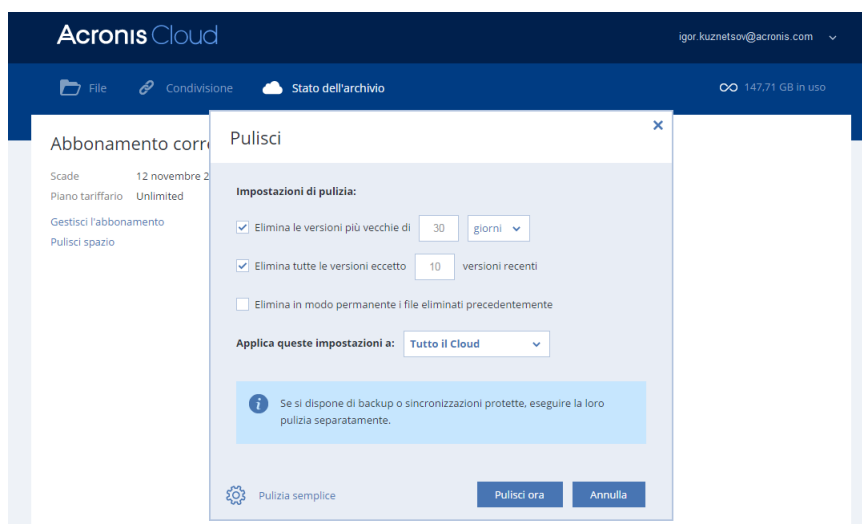 Acronis Cloud
igor.kuznetsov@acronis.com
File Condivisione Stato dell'archivio 147,71 GB in uso
Abbonamento corr
Scade 12 novembre 2
Piano tariffario Unlimited
Gestisci l'abbonamento
Pulisci spazio
Pulisci
Impostazioni di pulizia:
Elimina le versioni più vecchie di 30 giorni
Elimina tutte le versioni eccetto 10 versioni recenti
Elimina in modo permanente i file eliminati precedentemente
Applica queste impostazioni a: Tutto il Cloud
Se si dispone di backup o sincronizzazioni protette, eseguire la loro
pulizia separatamente.
Pulizia semplice Pulisci ora Annulla